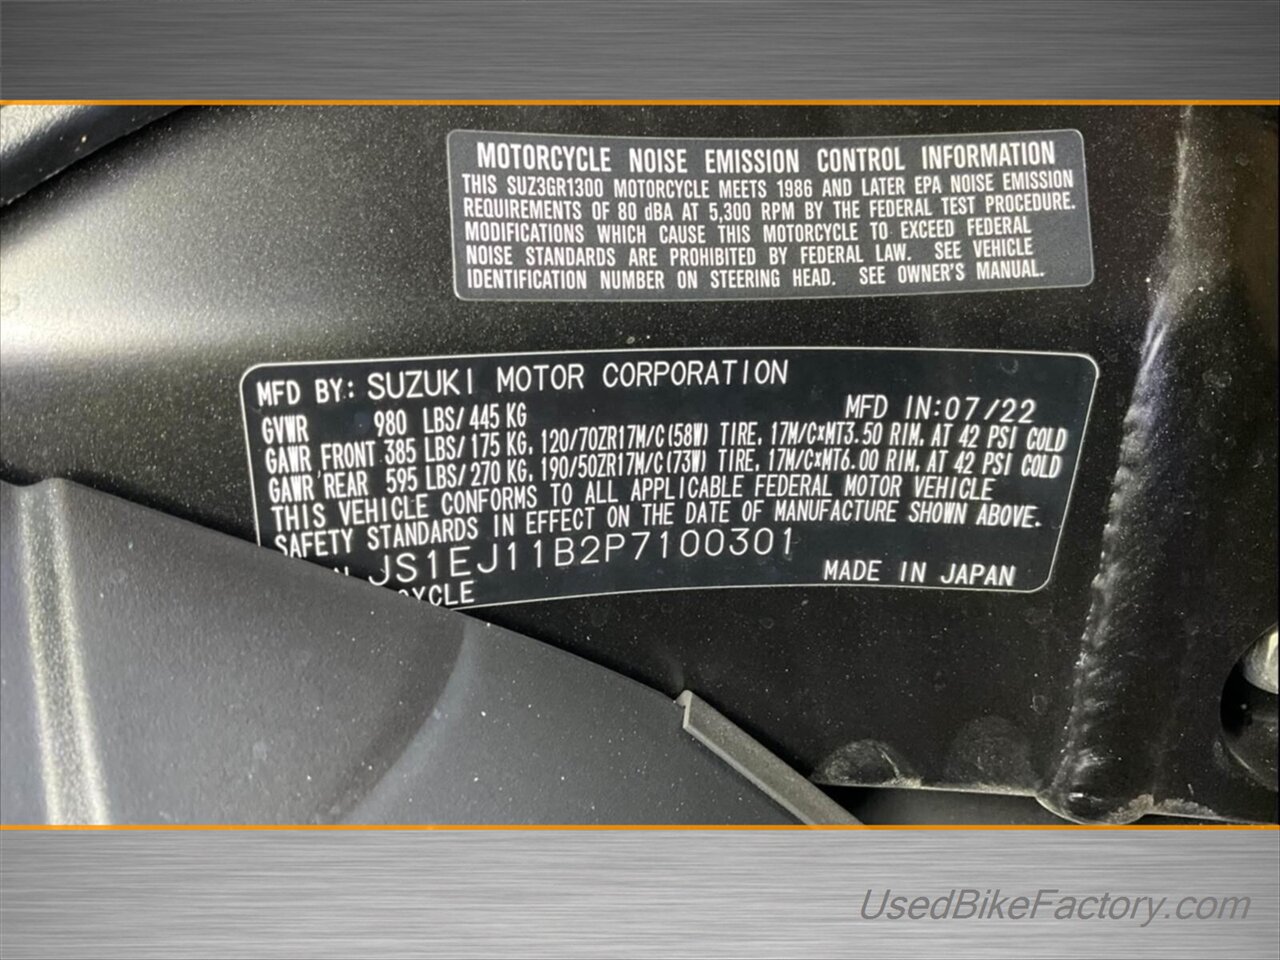 MOTORCYCLE NOISE EMISSION CONTROL INFORMATION
THIS SUZ3GR1300 MOTORCYCLE MEETS 1986 AND LATER EPA NOISE EMISSION
REQUIREMENTS OF 80 dBA AT 5,300 RPM BY THE FEDERAL TEST PROCEDURE.
MODIFICATIONS WHICH CAUSE THIS MOTORCYCLE TO EXCEED FEDERAL
NOISE STANDARDS ARE PROHIBITED BY FEDERAL LAW. SEE VEHICLE
IDENTIFICATION NUMBER ON STEERING HEAD. SEE OWNER'S MANUAL.
MFD BY: SUZUKI MOTOR CORPORATION
MFD IN:07/22
GVWR 980 LBS/445 KG
GAWR FRONT 385 LBS/175 KG, 120/70ZR17M/C(58W) TIRE, 17M/CxMT3.50 RIM, AT 42 PSI COLD
GAWR REAR 595 LBS/270 KG, 190/50ZR17M/C(73W) TIRE, 17M/CxMT6.00 RIM, AT 42 PSI COLD
THIS VEHICLE CONFORMS TO ALL APPLICABLE FEDERAL MOTOR VEHICLE
SAFETY STANDARDS IN EFFECT ON THE DATE OF MANUFACTURE SHOWN ABOVE.
JS1EJ11B2P7100301
MADE IN JAPAN
UsedBikeFactory.com